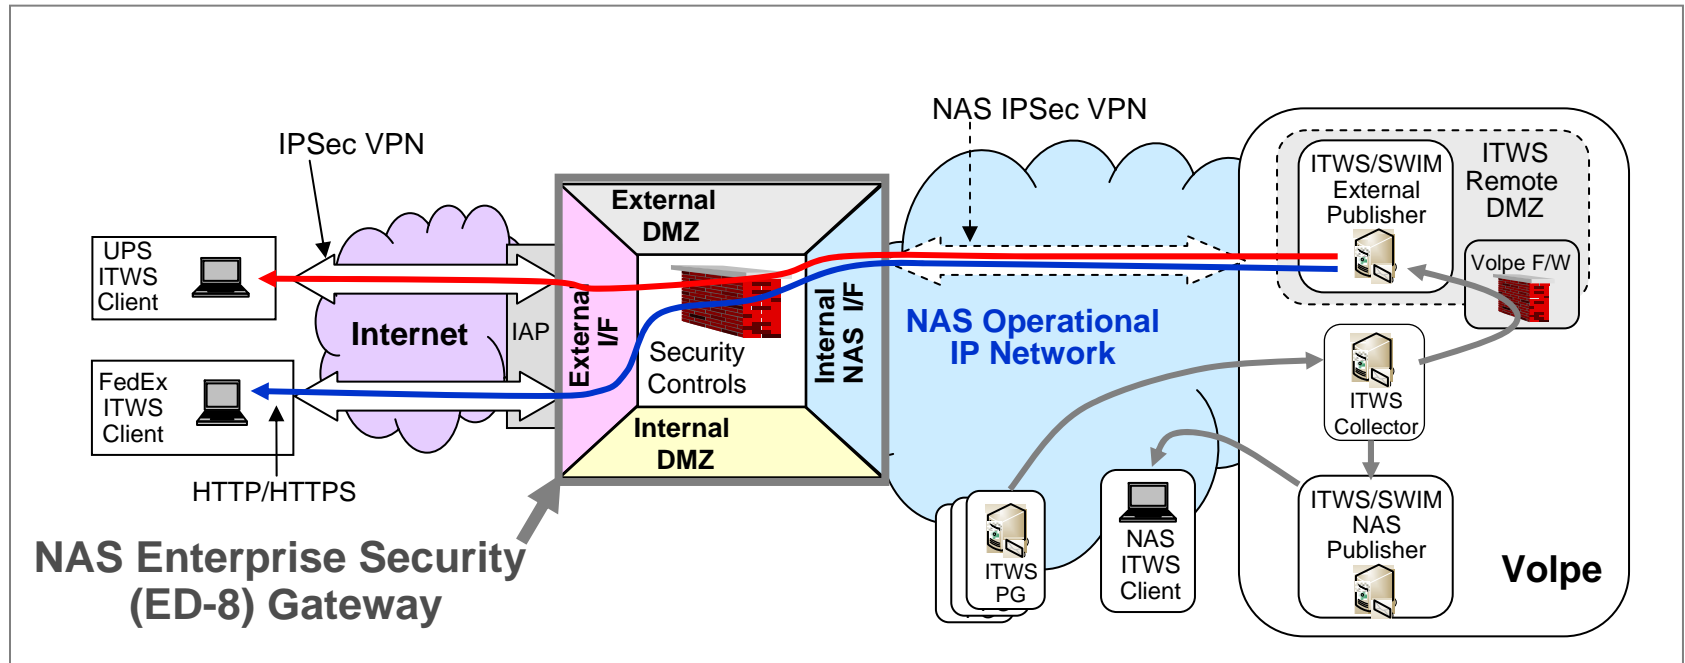 NAS IPSec VPN
IPSec VPN
UPS
ITWS
Client
FedEx
ITWS
Client
HTTP/HTTPS
Internet
IAP
External
I/F
External
DMZ
Security
Controls
Internal
DMZ
Internal
NAS I/F
NAS Enterprise Security
(ED-8) Gateway
NAS Operational
IP Network
ITWS
PG
NAS
ITWS
Client
ITWS/SWIM
External
Publisher
ITWS
Remote
DMZ
Volpe F/W
ITWS
Collector
ITWS/SWIM
NAS
Publisher
Volpe